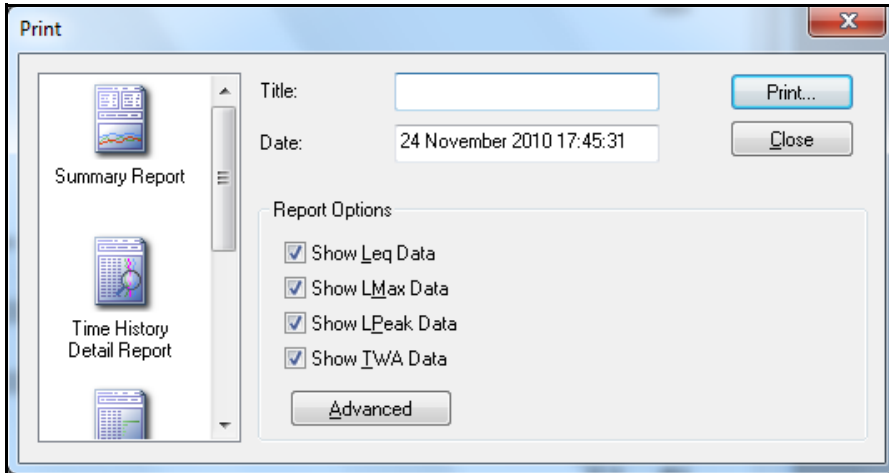 Print
Summary Report
Time History
Detail Report
Title:
Print...
Date:
24 November 2010 17:45:31
Close
Report Options
Show Leq Data
Show LMax Data
Show LPeak Data
Show TWA Data
Advanced